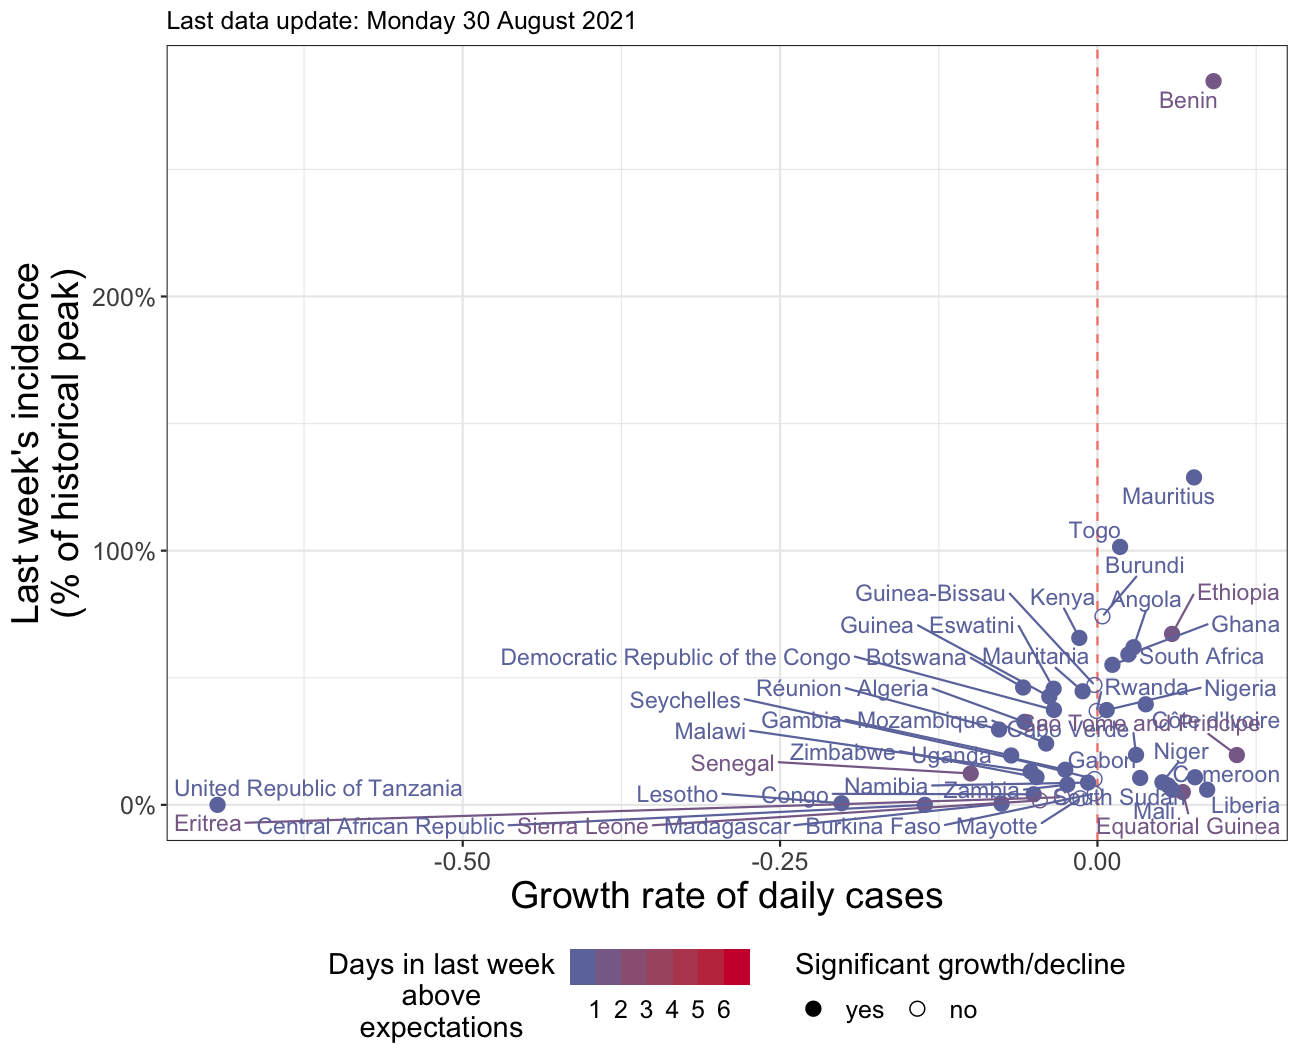 Last data update: Monday 30 August 2021
Last week's incidence
(% of historical peak)
200%
100%
0%
Benin
Mauritius
Togo
Burundi
Guinea-Bissau
Kenya
Angola
Ethiopia
Guinea
Eswatini
Ghana
Democratic Republic of the Congo
Botswana
Mauritania
South Africa
Réunion
Algeria
Rwanda
Nigeria
Seychelles
Gambia
Mozambique
Sao Tome and Principe
Côte d'Ivoire
Malawi
Cabo Verde
Zimbabwe
Uganda
Niger
Senegal
Gabon
Cameroon
United Republic of Tanzania
Lesotho
Congo
Namibia
Zambia
South Sudan
Liberia
Mali
Eritrea
Central African Republic
Sierra Leone
Madagascar
Burkina Faso
Mayotte
Equatorial Guinea
-0.50
-0.25
0.00
Growth rate of daily cases
Days in last week
above
expectations
1 2 3 4 5 6
Significant growth/decline
yes
no